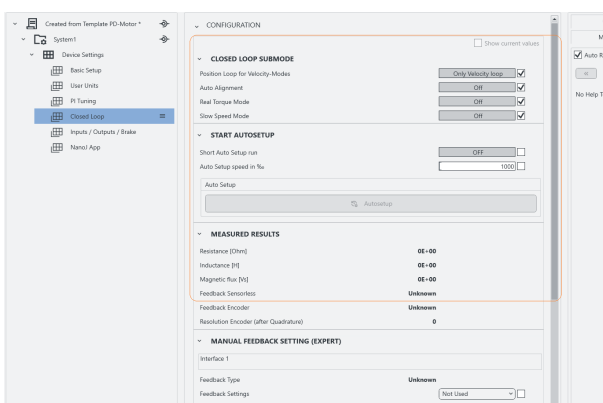 Created from Template PD-Motor *
System1
Device Settings
Basic Setup
User Units
PI Tuning
Closed Loop
Inputs / Outputs / Brake
NanoJ App
CONFIGURATION
Show current values
CLOSED LOOP SUBMODE
Position Loop for Velocity-Modes Only Velocity loop
Auto Alignment Off
Real Torque Mode Off
Slow Speed Mode Off
START AUTOSETUP
Short Auto Setup run OFF
Auto Setup speed in ‰ 1000
Auto Setup
Autosetup
MEASURED RESULTS
Resistance [Ohm] 0E+00
Inductance [H] 0E+00
Magnetic flux [Vs] 0E+00
Feedback Sensorless Unknown
Feedback Encoder Unknown
Resolution Encoder (after Quadrature) 0
MANUAL FEEDBACK SETTING (EXPERT)
Interface 1
Feedback Type Unknown
Feedback Settings Not Used
M
Auto R
No Help T